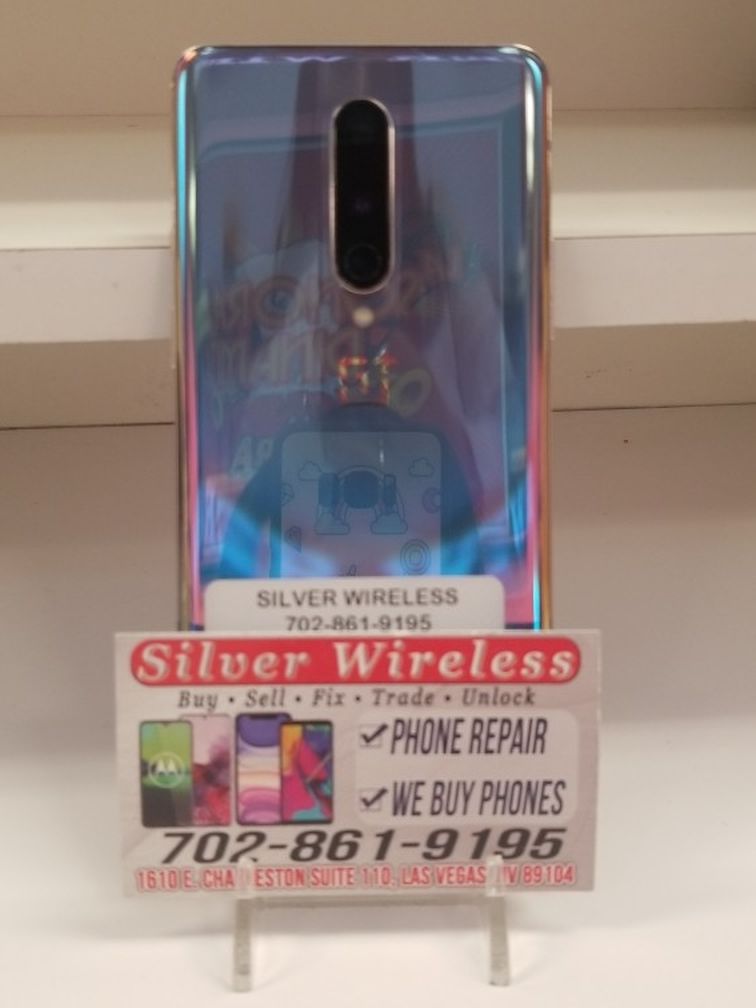 SILVER WIRELESS
702-861-9195
Silver Wireless
Buy • Sell • Fix • Trade • Unlock
PHONE REPAIR
WE BUY PHONES
702-861-9195
1610 E. CHA ESTON SUITE 110, LAS VEGAS NV 89104